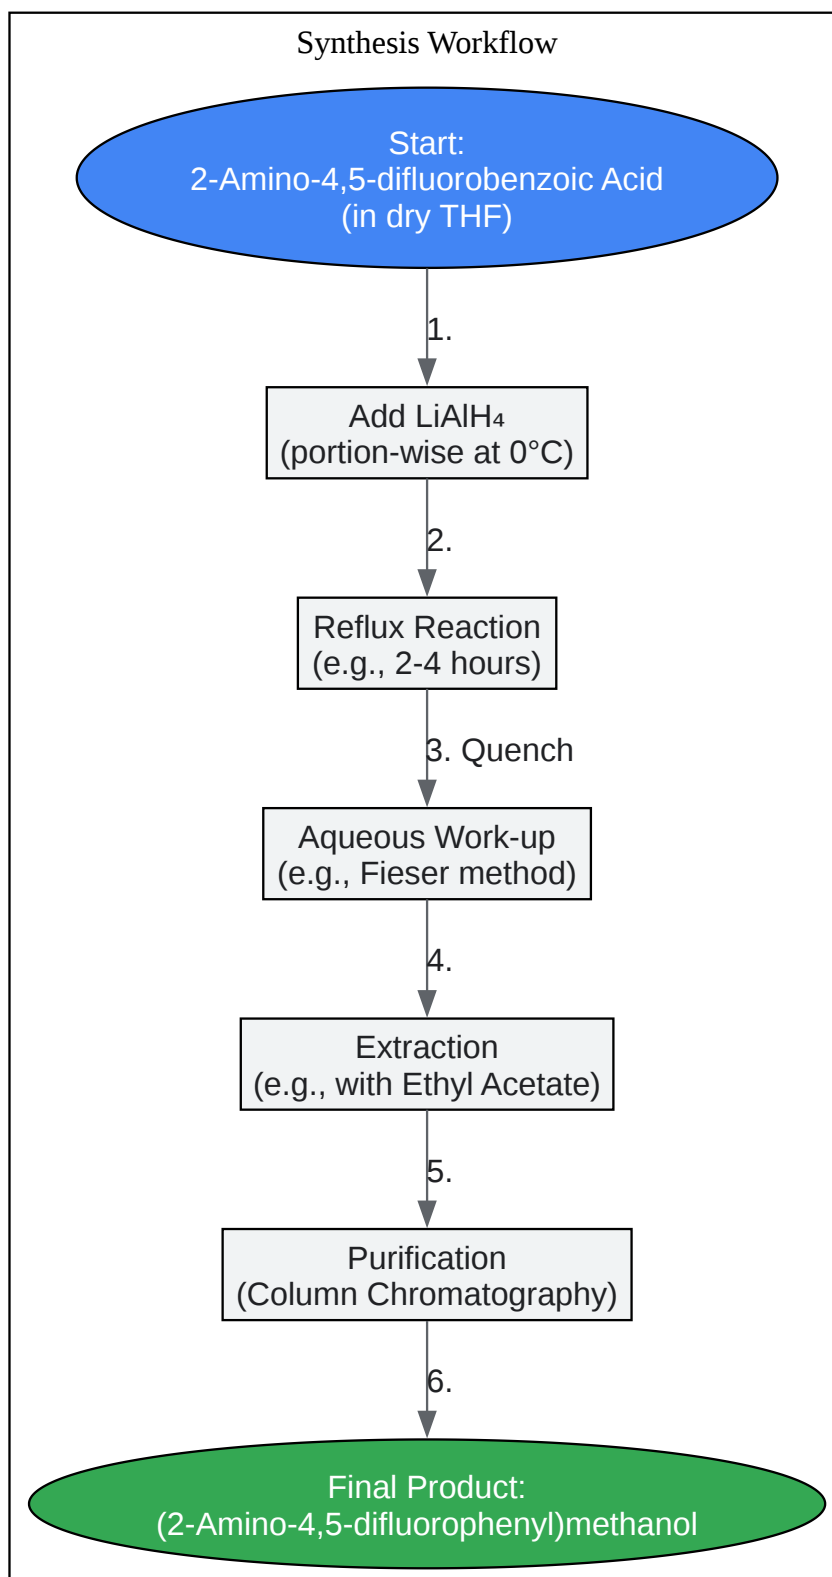 Synthesis Workflow
Start:
2-Amino-4,5-difluorobenzoic Acid
(in dry THF)
1.
Add LiAlH₄
(portion-wise at 0°C)
2.
Reflux Reaction
(e.g., 2-4 hours)
3. Quench
Aqueous Work-up
(e.g., Fieser method)
4.
Extraction
(e.g., with Ethyl Acetate)
5.
Purification
(Column Chromatography)
6.
Final Product:
(2-Amino-4,5-difluorophenyl)methanol